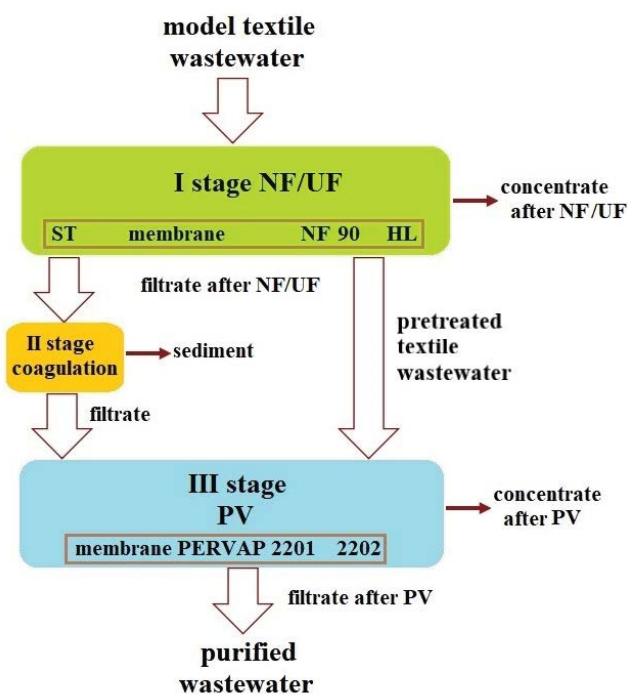 model textile
wastewater
I stage NF/UF
ST membrane NF 90 HL
concentrate
after NF/UF
filtrate after NF/UF
II stage
coagulation
sediment
pretreated
textile
wastewater
filtrate
III stage
PV
membrane PERVAP 2201 2202
concentrate
after PV
filtrate after PV
purified
wastewater